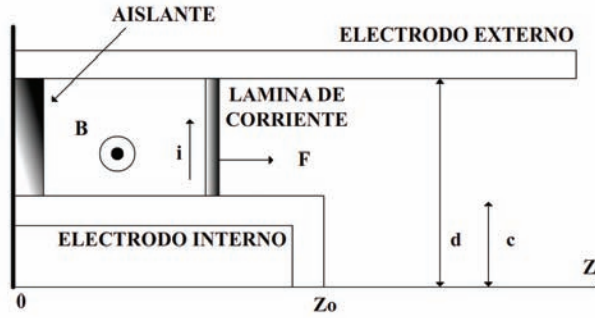 AISLANTE
ELECTRODO EXTERNO
LAMINA DE
CORRIENTE
B
i
F
ELECTRODO INTERNO
d
c
Z
0
Zo